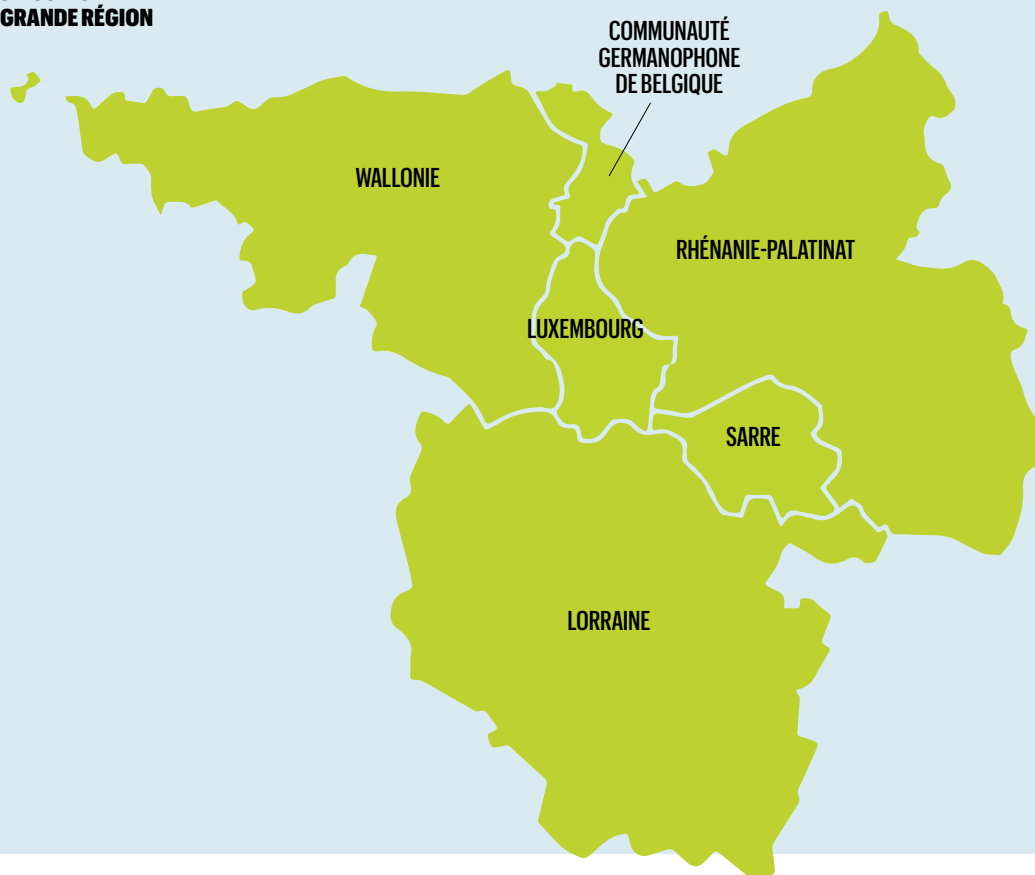 GRANDE RÉGION
COMMUNAUTÉ
GERMANOPHONE
DE BELGIQUE
WALLONIE
RHÉNANIE-PALATINAT
LUXEMBOURG
SARRE
LORRAINE